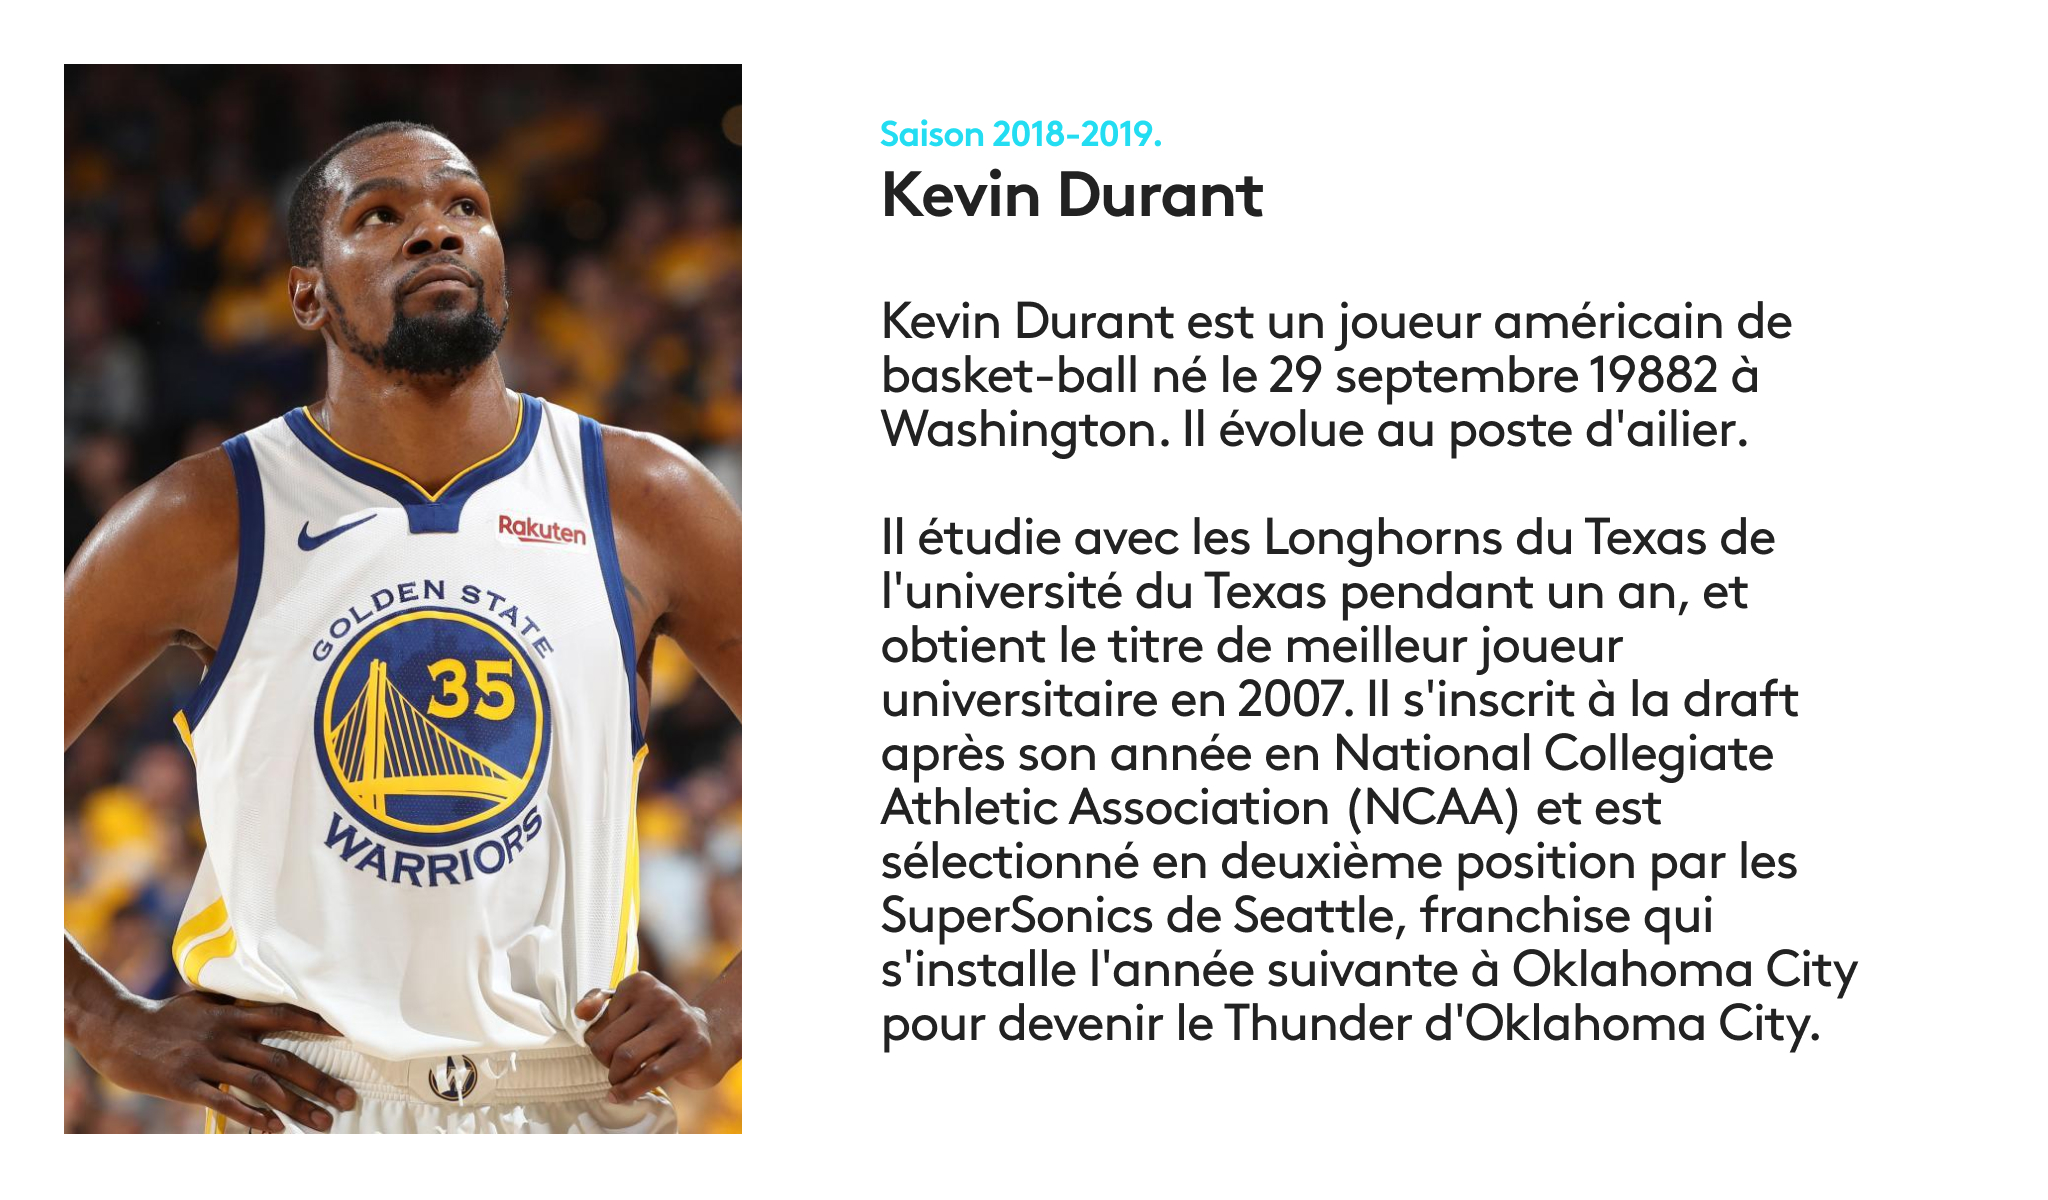 Saison 2018-2019.
Kevin Durant
Kevin Durant est un joueur américain de
basket-ball né le 29 septembre 19882 à
Washington. Il évolue au poste d'ailier.
Il étudie avec les Longhorns du Texas de
l'université du Texas pendant un an, et
obtient le titre de meilleur joueur
universitaire en 2007. Il s'inscrit à la draft
après son année en National Collegiate
Athletic Association (NCAA) et est
sélectionné en deuxième position par les
SuperSonics de Seattle, franchise qui
s'installe l'année suivante à Oklahoma City
pour devenir le Thunder d'Oklahoma City.
Rakuten
GOLDEN STATE
35
WARRIORS